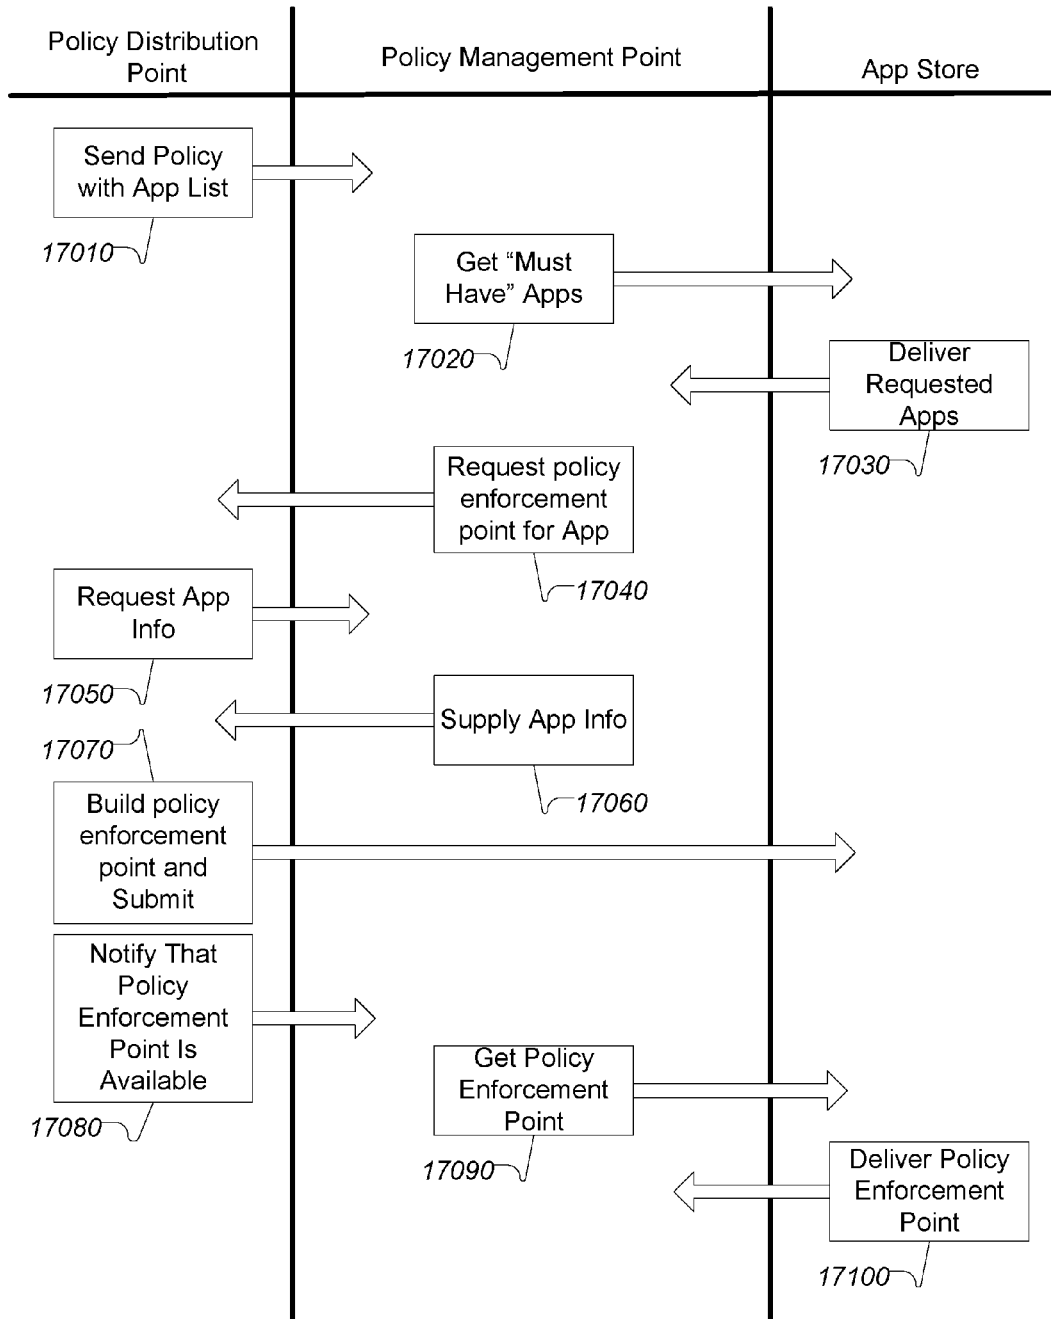 Policy Distribution
Point
Policy Management Point
App Store
Send Policy
with App List
17010
Get “Must
Have” Apps
17020
Deliver
Requested
Apps
17030
Request policy
enforcement
point for App
17040
Request App
Info
17050
Supply App Info
17060
17070
Build policy
enforcement
point and
Submit
Notify That
Policy
Enforcement
Point Is
Available
17080
Get Policy
Enforcement
Point
17090
Deliver Policy
Enforcement
Point
17100